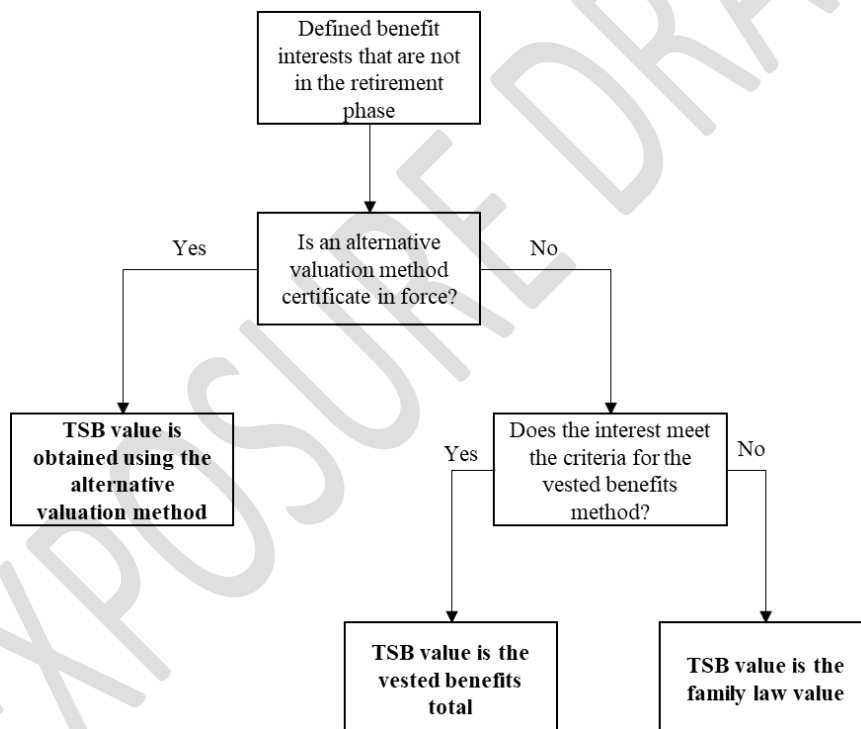 Defined benefit
interests that are not
in the retirement
phase
Yes
Is an alternative
valuation method
certificate in force?
No
TSB value is
obtained using the
alternative
valuation method
Yes
Does the interest meet
the criteria for the
vested benefits
method?
No
TSB value is the
vested benefits
total
TSB value is the
family law value
EXPOSURE DRA